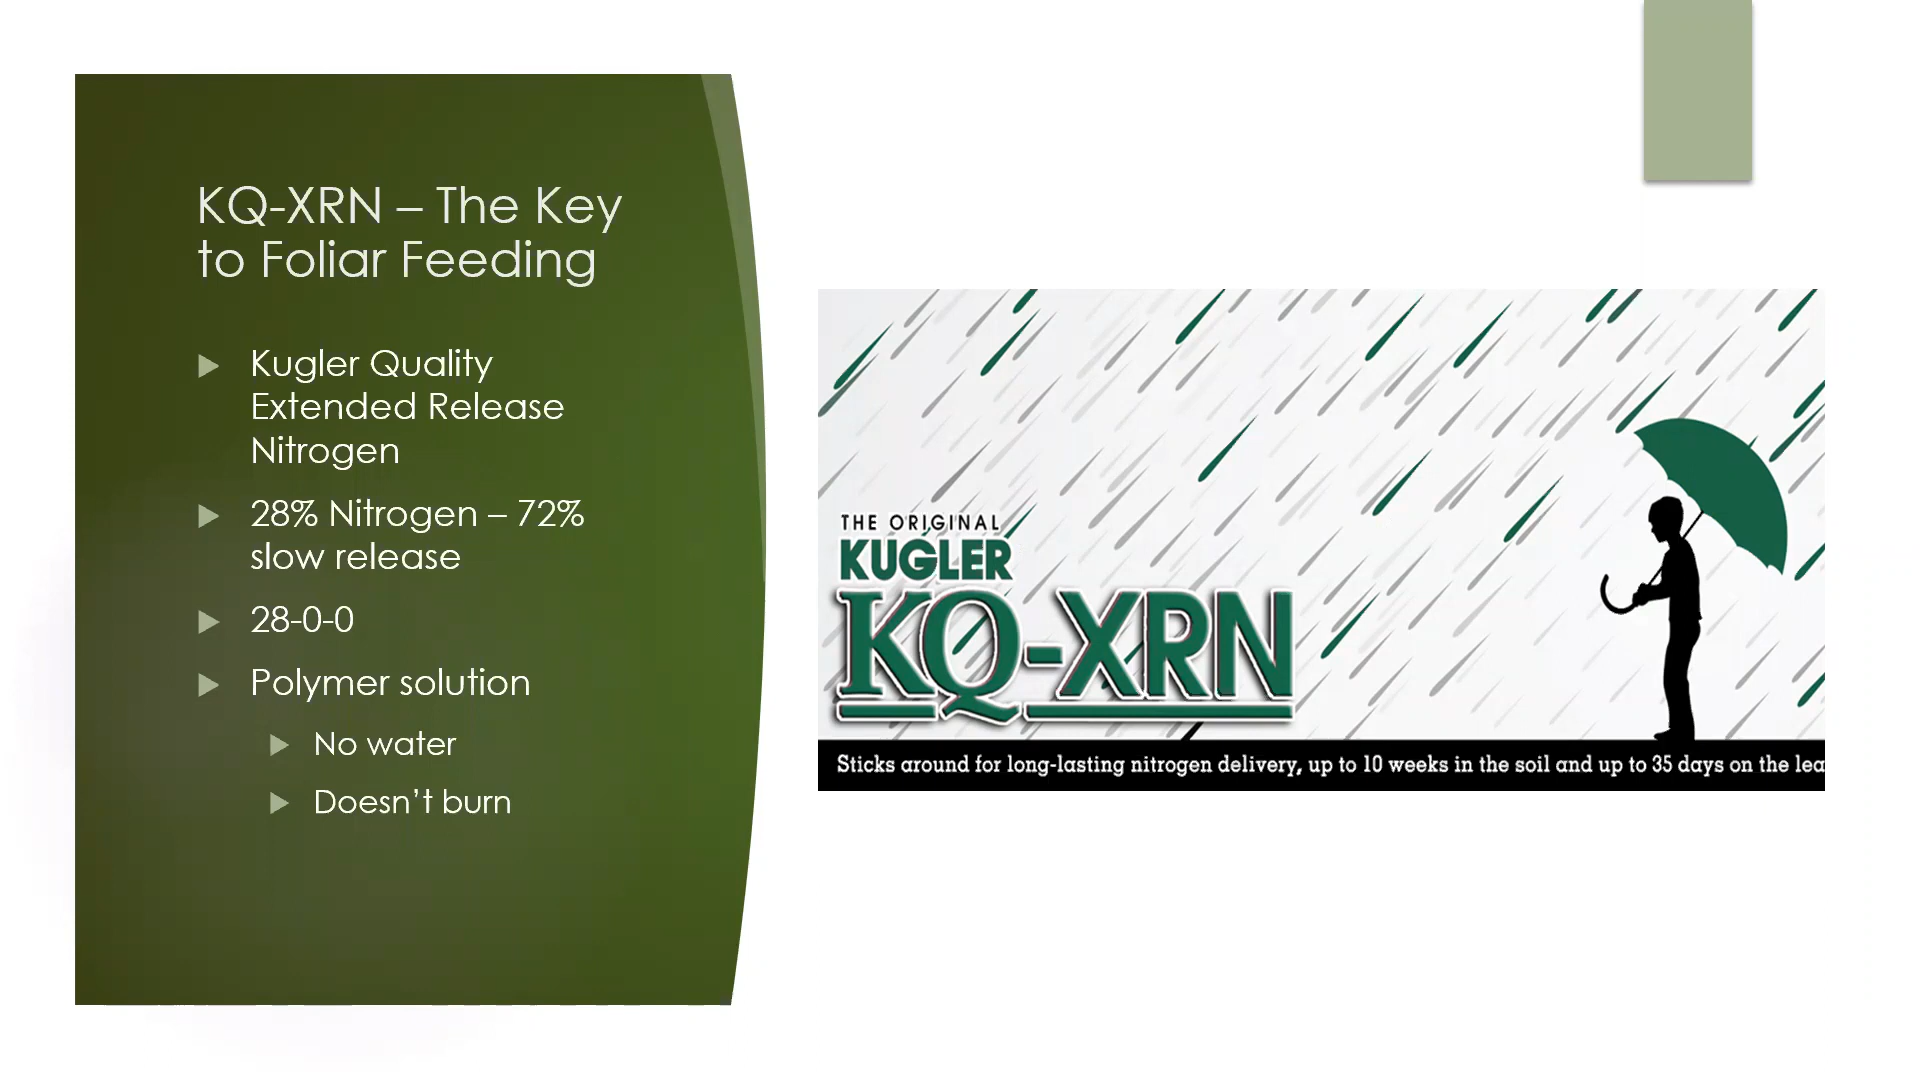 KQ-XRN – The Key
to Foliar Feeding
Kugler Quality
Extended Release
Nitrogen
28% Nitrogen – 72%
slow release
28-0-0
Polymer solution
No water
Doesn’t burn
THE ORIGINAL
KUGLER
KQ-XRN
Sticks around for long-lasting nitrogen delivery, up to 10 weeks in the soil and up to 35 days on the lea